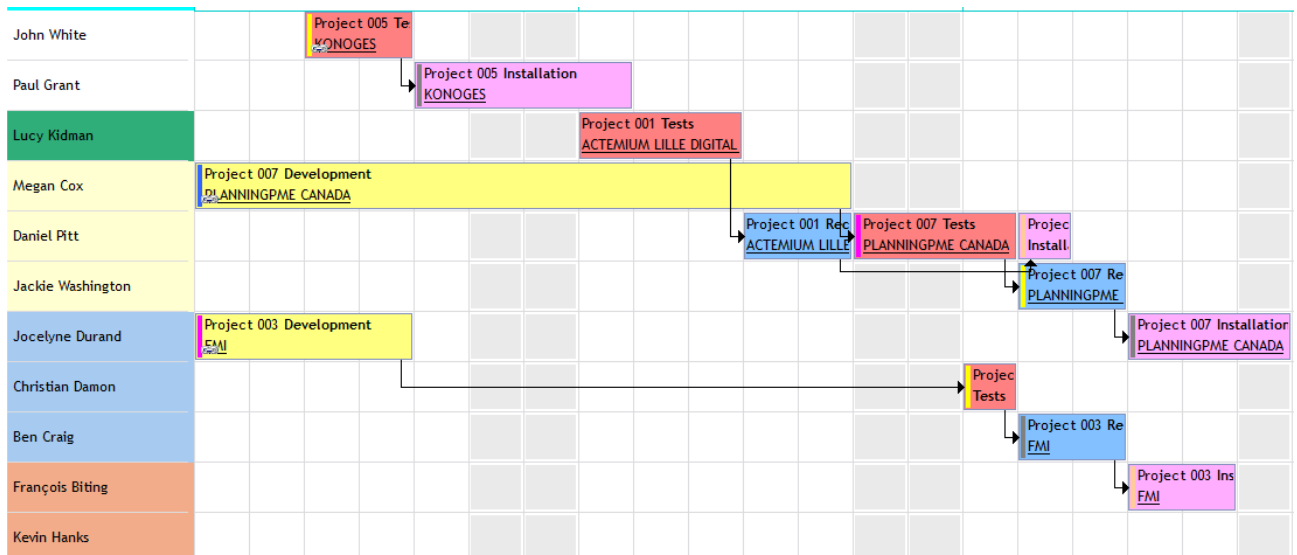 John White
Project 005 Te
KONOGES
Paul Grant
Project 005 Installation
KONOGES
Lucy Kidman
Project 001 Tests
ACTEMIUM LILLE DIGITAL
Megan Cox
Project 007 Development
PLANNINGPME CANADA
Daniel Pitt
Project 001 Rec
ACTEMIUM LILLE
Project 007 Tests
PLANNINGPME CANADA
Projec
Install
Jackie Washington
Project 007 Re
PLANNINGPME
Jocelyne Durand
Project 003 Development
FMI
Project 007 Installation
PLANNINGPME CANADA
Christian Damon
Projec
Tests
Ben Craig
Project 003 Re
FMI
François Biting
Project 003 Ins
FMI
Kevin Hanks